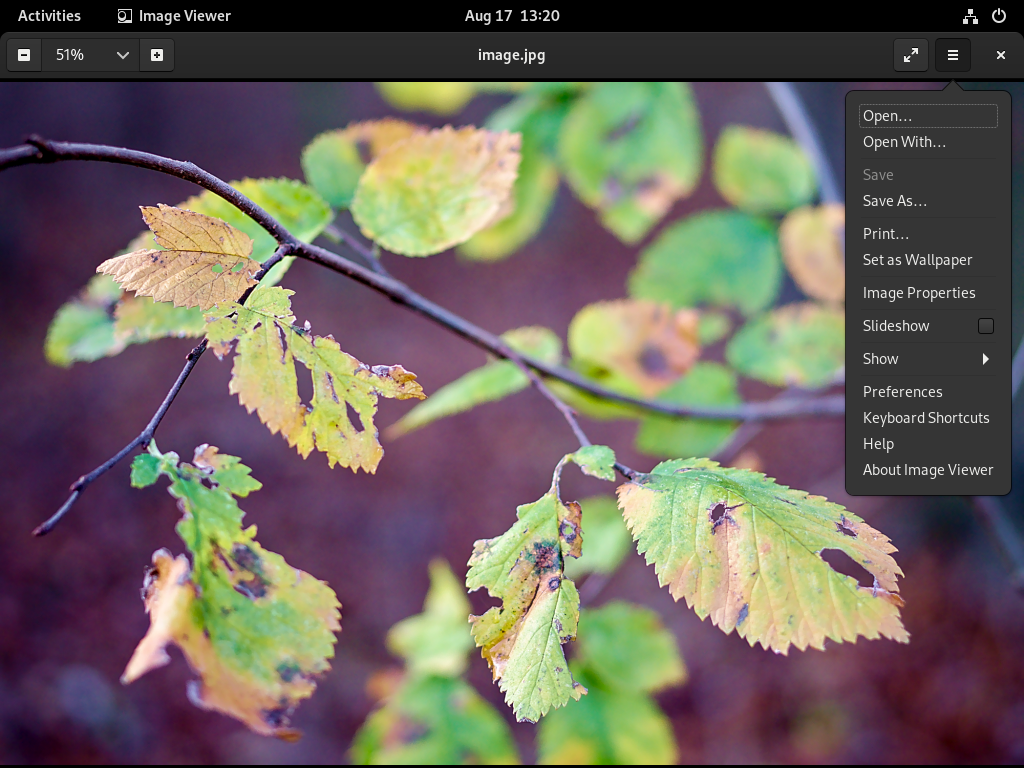 Activities Image Viewer Aug 17 13:20
51% image.jpg
Open…
Open With…
Save
Save As…
Print…
Set as Wallpaper
Image Properties
Slideshow
Show
Preferences
Keyboard Shortcuts
Help
About Image Viewer